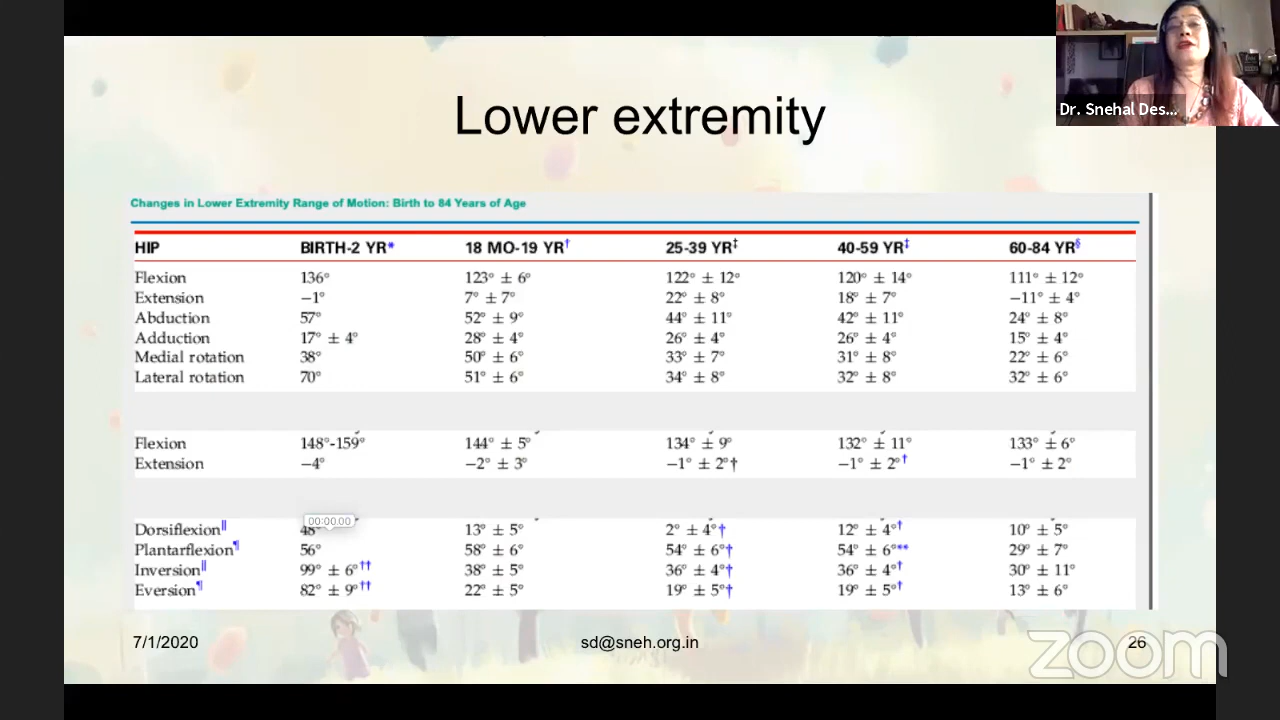 Dr. Snehal Des...
Lower extremity
Changes in Lower Extremity Range of Motion: Birth to 84 Years of Age
HIP BIRTH-2 YR* 18 MO-19 YR† 25-39 YR‡ 40-59 YR‡ 60-84 YR§
Flexion 136° 123° ± 6° 122° ± 12° 120° ± 14° 111° ± 12°
Extension −1° 7° ± 7° 22° ± 8° 18° ± 7° −11° ± 4°
Abduction 57° 52° ± 9° 44° ± 11° 42° ± 11° 24° ± 8°
Adduction 17° ± 4° 28° ± 4° 26° ± 4° 26° ± 4° 15° ± 4°
Medial rotation 38° 50° ± 6° 33° ± 7° 31° ± 8° 22° ± 6°
Lateral rotation 70° 51° ± 6° 34° ± 8° 32° ± 8° 32° ± 6°
Flexion 148°-159° 144° ± 5° 134° ± 9° 132° ± 11° 133° ± 6°
Extension −4° −2° ± 3° −1° ± 2°† −1° ± 2°† −1° ± 2°
00:00.00
Dorsiflexion‖ 48° 13° ± 5° 2° ± 4°† 12° ± 4°† 10° ± 5°
Plantarflexion¶ 56° 58° ± 6° 54° ± 6°† 54° ± 6°** 29° ± 7°
Inversion‖ 99° ± 6°†† 38° ± 5° 36° ± 4°† 36° ± 4°† 30° ± 11°
Eversion¶ 82° ± 9°†† 22° ± 5° 19° ± 5°† 19° ± 5°† 13° ± 6°
7/1/2020 sd@sneh.org.in 26
zoom